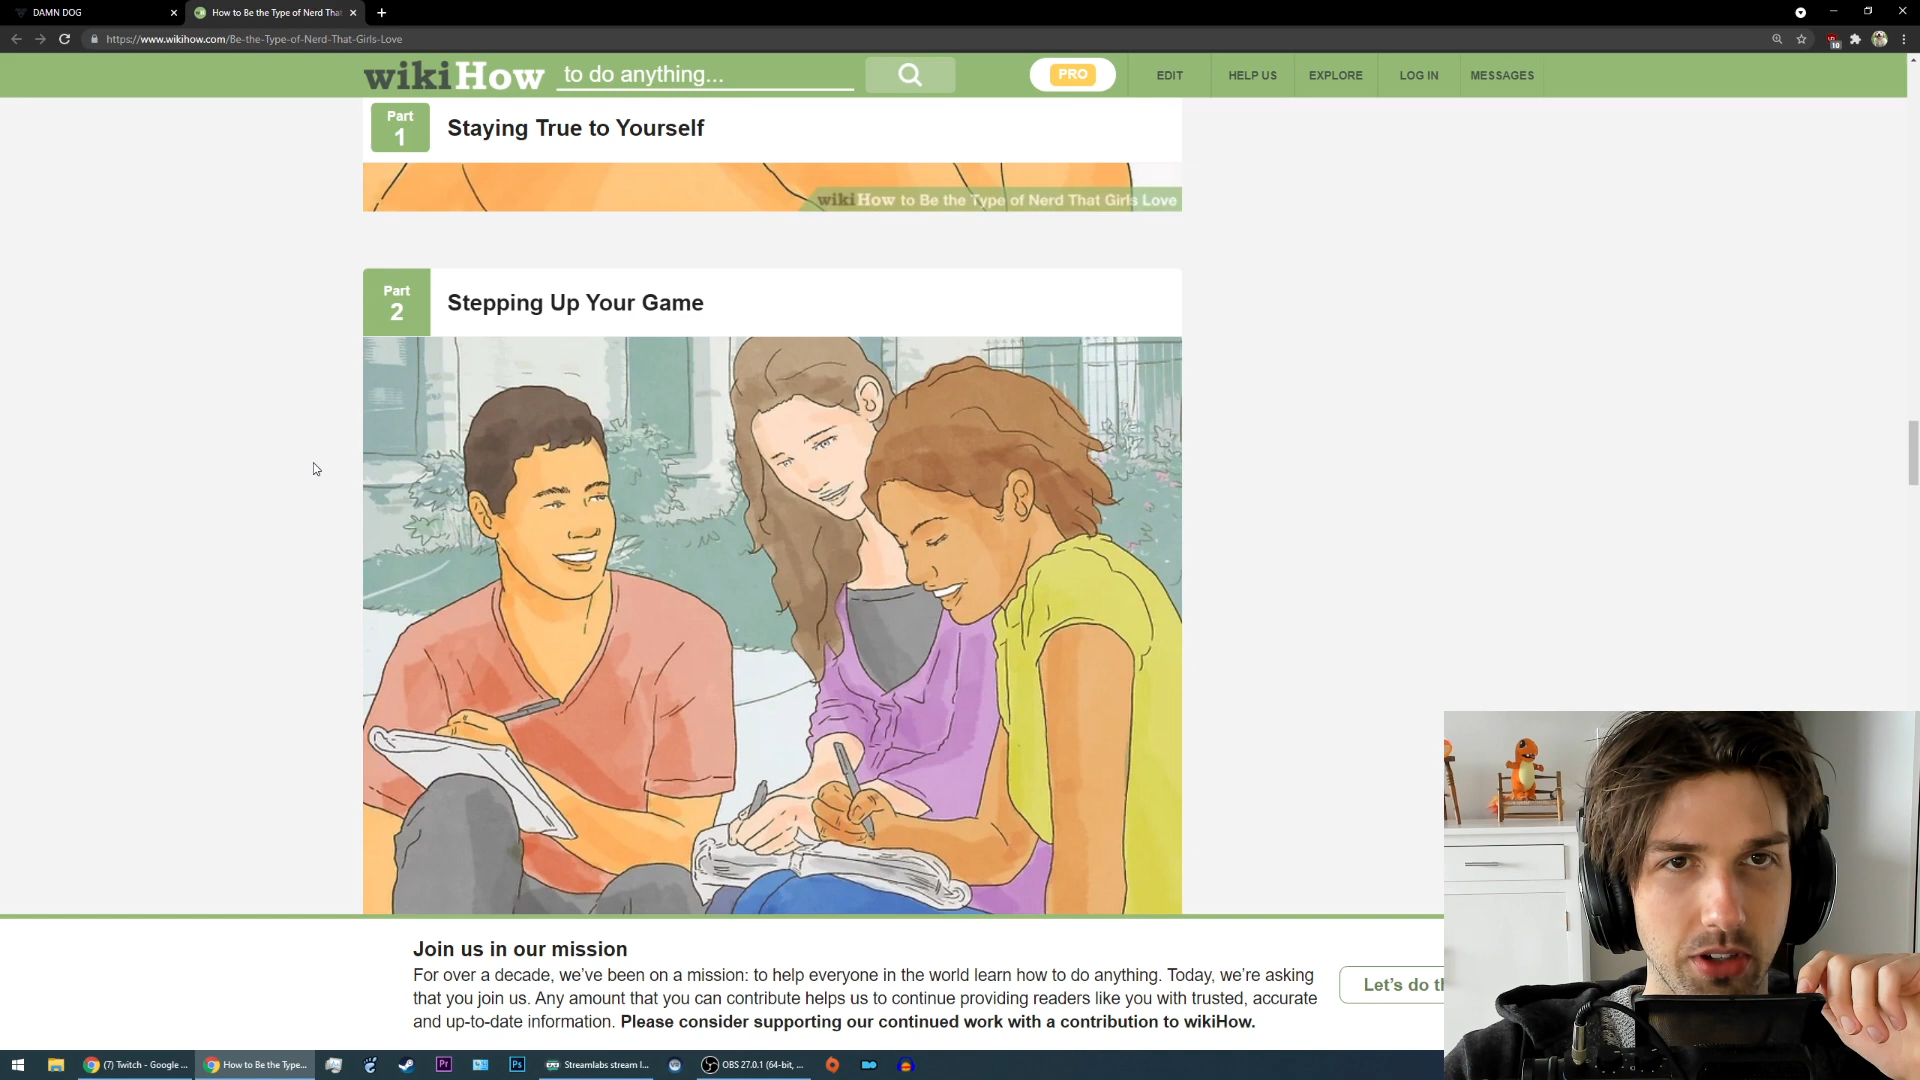 DAMN DOG
How to Be the Type of Nerd Tha
https://www.wikihow.com/Be-the-Type-of-Nerd-That-Girls-Love
10
wikiHow to do anything...
PRO
EDIT
HELP US
EXPLORE
LOG IN
MESSAGES
Part
1
Staying True to Yourself
wikiHow to Be the Type of Nerd That Girls Love
Part
2
Stepping Up Your Game
Join us in our mission
For over a decade, we've been on a mission: to help everyone in the world learn how to do anything. Today, we're asking
that you join us. Any amount that you can contribute helps us to continue providing readers like you with trusted, accurate
and up-to-date information. Please consider supporting our continued work with a contribution to wikiHow.
Let's do t
(7) Twitch - Google ...
How to Be the Type...
Pr
Ps
Streamlabs stream l...
OBS 27.0.1 (64-bit, ...